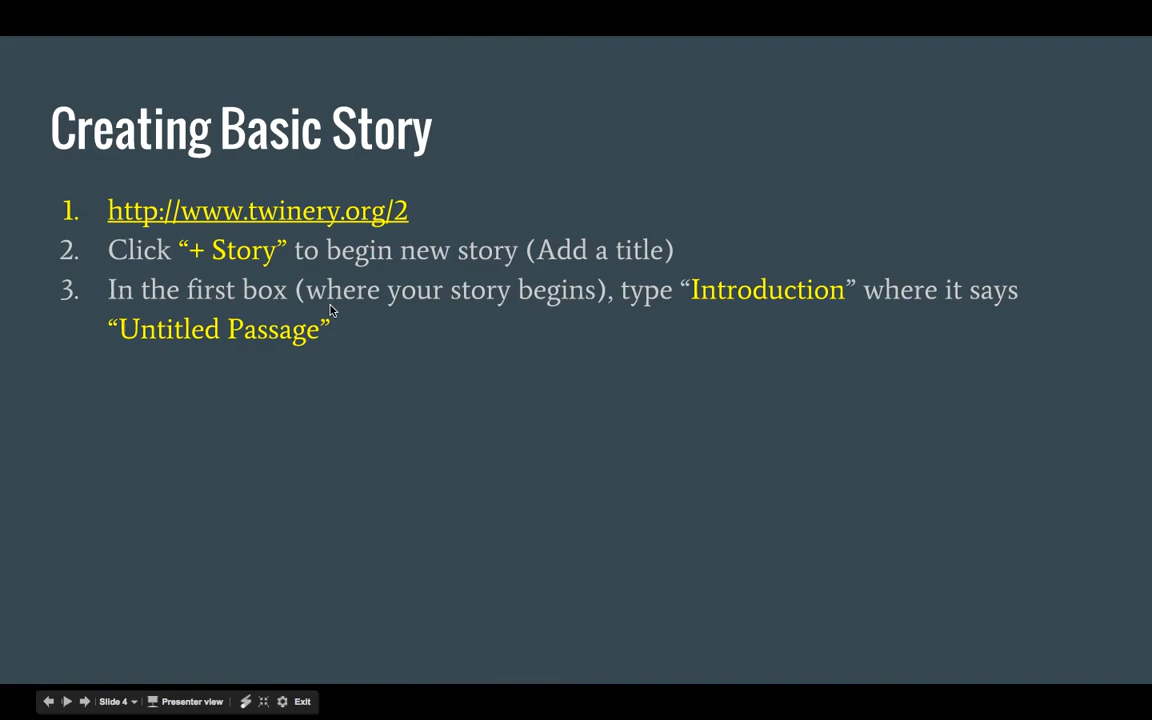 Creating Basic Story
1. http://www.twinery.org/2
2. Click “+ Story” to begin new story (Add a title)
3. In the first box (where your story begins), type “Introduction” where it says
“Untitled Passage”
Slide 4 Presenter view Exit